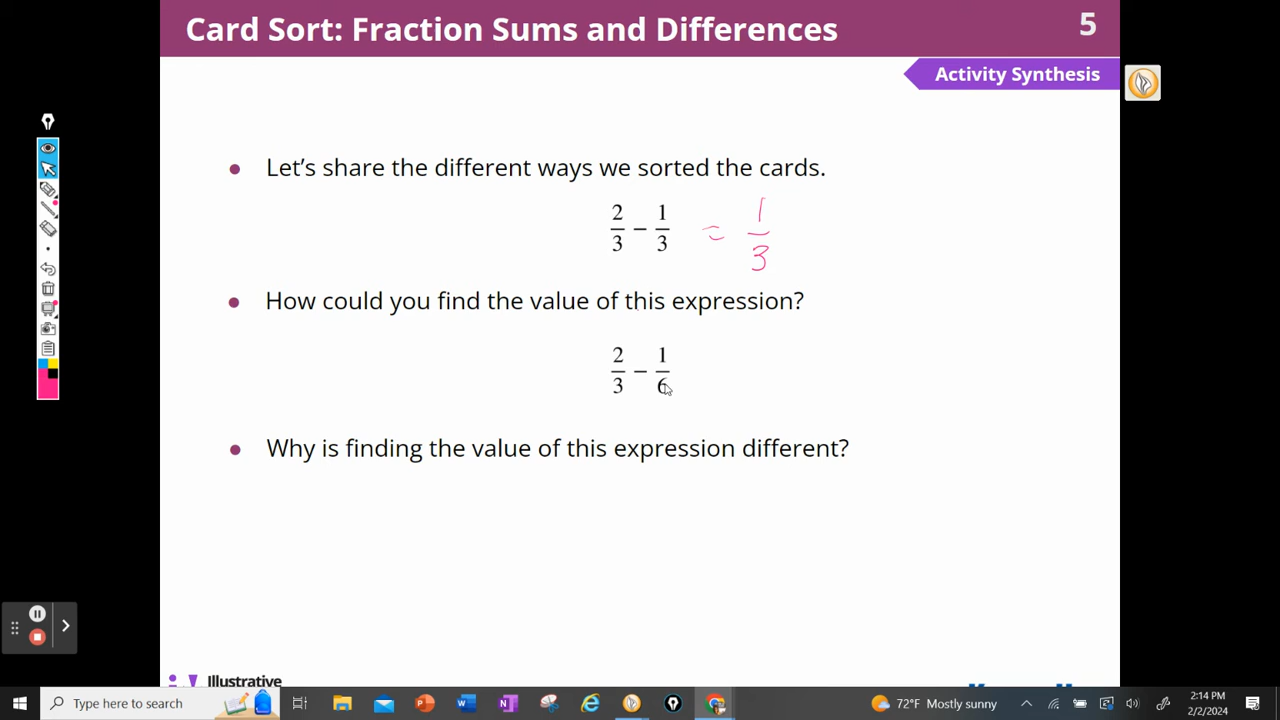 Card Sort: Fraction Sums and Differences
5
Activity Synthesis
● Let’s share the different ways we sorted the cards.
2/3 − 1/3 = 1/3
● How could you find the value of this expression?
2/3 − 1/6
● Why is finding the value of this expression different?
Illustrative
Type here to search
72°F Mostly sunny
2:14 PM
2/2/2024